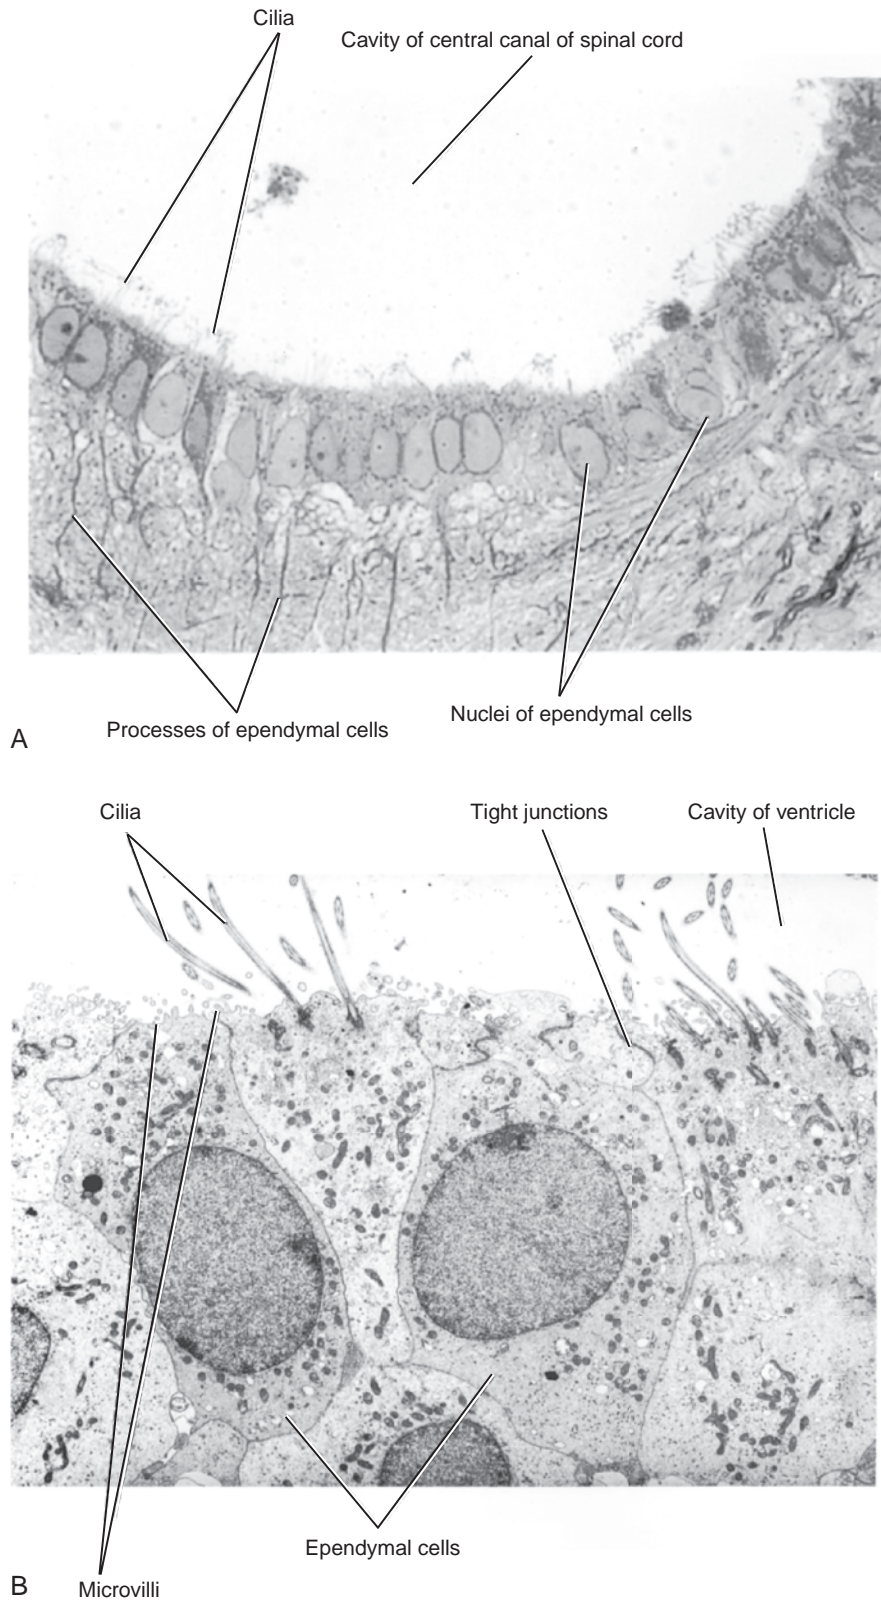 Cilia
Cavity of central canal of spinal cord
Processes of ependymal cells
Nuclei of ependymal cells
A
Cilia
Tight junctions
Cavity of ventricle
Ependymal cells
B
Microvilli